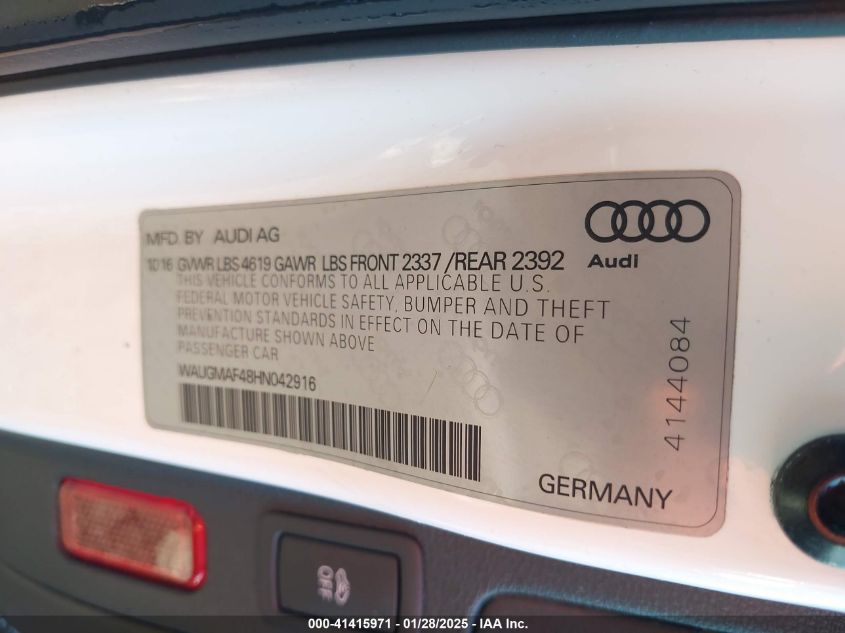 MFD. BY AUDI AG
10 16 GVWR LBS 4619 GAWR LBS FRONT 2337 / REAR 2392
Audi
THIS VEHICLE CONFORMS TO ALL APPLICABLE U.S.
FEDERAL MOTOR VEHICLE SAFETY, BUMPER AND THEFT
PREVENTION STANDARDS IN EFFECT ON THE DATE OF
MANUFACTURE SHOWN ABOVE
PASSENGER CAR
WAUGMAF48HN042916
4144084
GERMANY
OFF
000-41415971 | 01/28/2025 | IAA Inc.